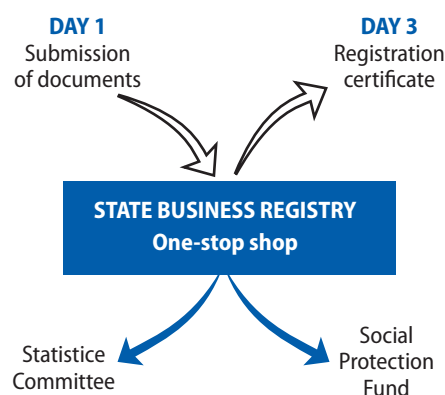 DAY 1
Submission
of documents
DAY 3
Registration
certificate
STATE BUSINESS REGISTRY
One-stop shop
Statistice
Committee
Social
Protection
Fund